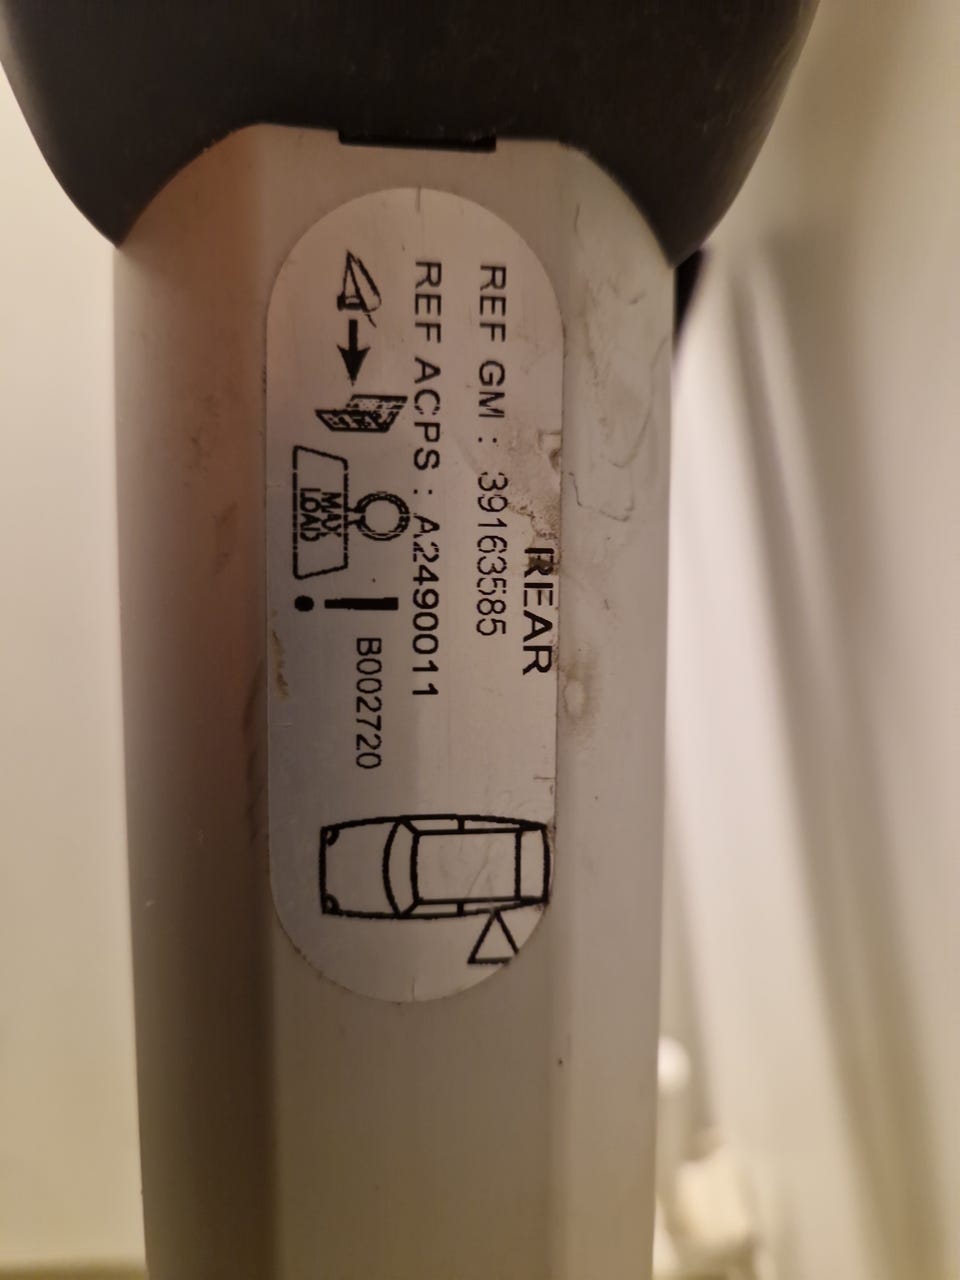 REAR
REF GM : 39163585
REF ACPS : A2490011
B002720
MAX
LOAD
!